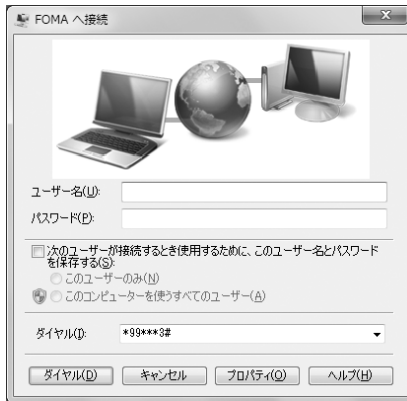 FOMA へ接続
ユーザー名(U):
パスワード(P):
次のユーザーが接続するとき使用するために、このユーザー名とパスワード
を保存する(S):
このユーザーのみ(N)
このコンピューターを使うすべてのユーザー(A)
ダイヤル(I): *99***3#
ダイヤル(D) キャンセル プロパティ(O) ヘルプ(H)